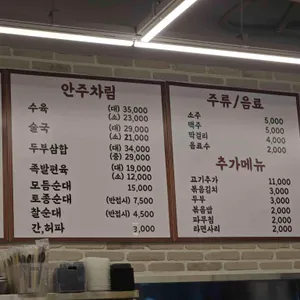 안주차림
수육 (대) 35,000
(소) 23,000
술국 (대) 29,000
(소) 21,000
두부삼합 (대) 34,000
(중) 29,000
족발편육 (대) 19,000
(소) 12,000
모듬순대 15,000
토종순대 (반접시) 7,500
찰순대 (반접시) 4,500
간,허파 3,000
주류/음료
소주 5,000
맥주 5,000
막걸리 4,000
음료수 2,000
추가메뉴
고기추가 11,000
볶음김치 3,000
두부 3,000
볶음밥 2,000
파무침 2,000
라면사리 2,000